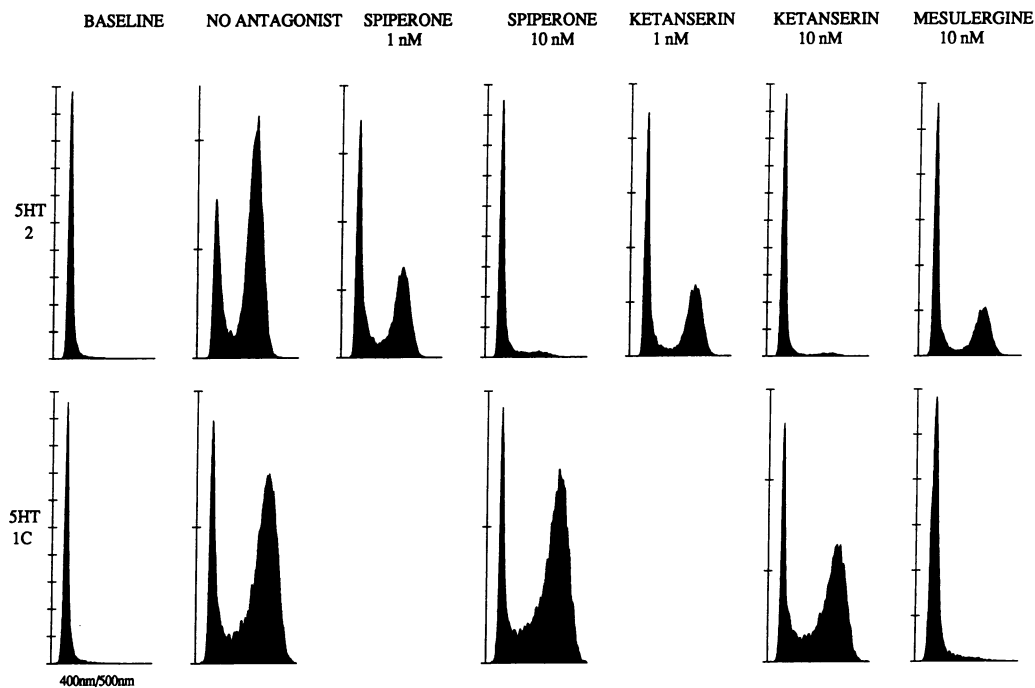 BASELINE
NO ANTAGONIST
SPIPERONE
1 nM
SPIPERONE
10 nM
KETANSERIN
1 nM
KETANSERIN
10 nM
MESULERGINE
10 nM
5HT
2
5HT
1C
400nm/500nm